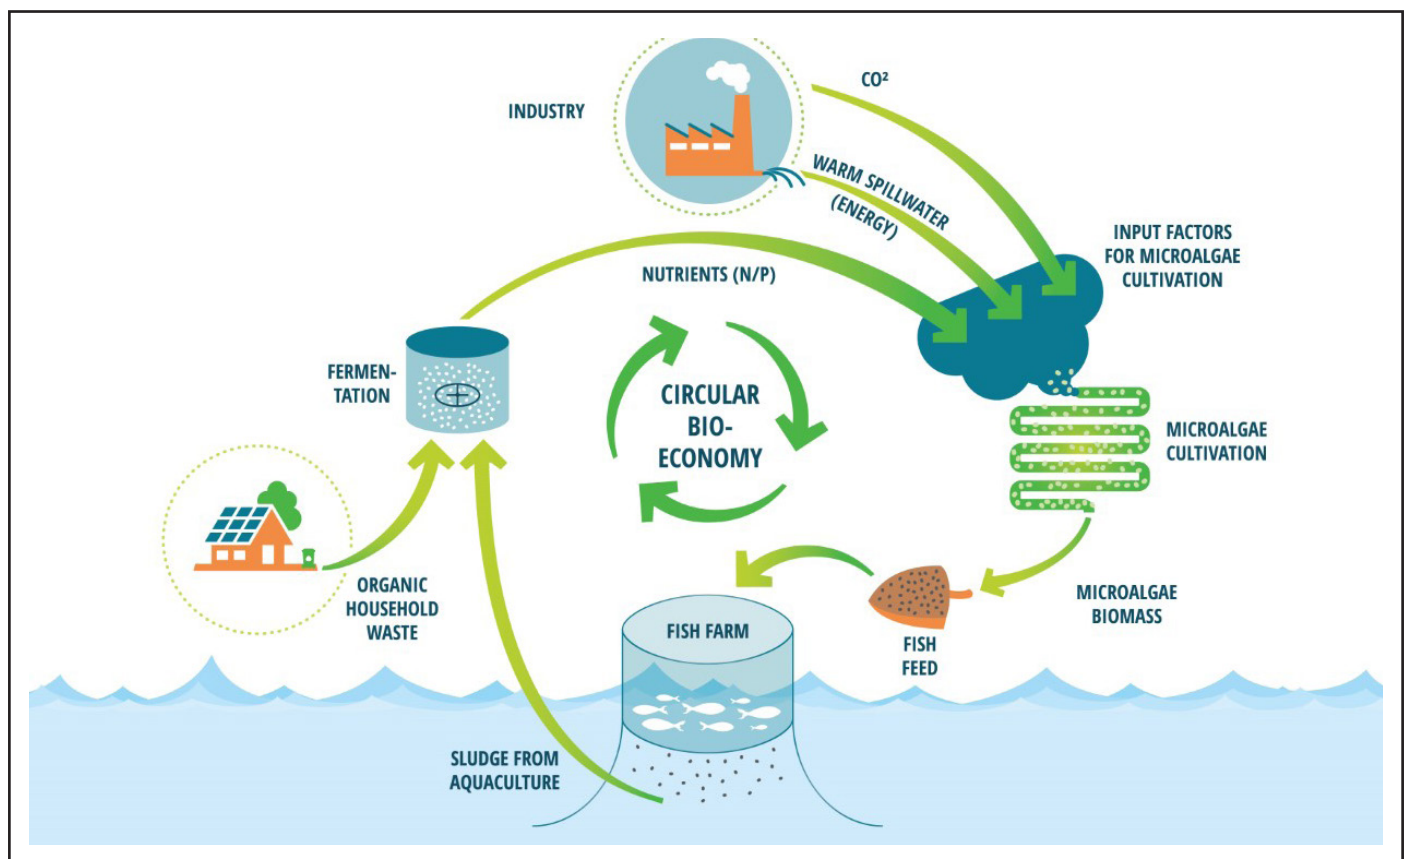 INDUSTRY
CO²
WARM SPILLWATER
(ENERGY)
INPUT FACTORS
FOR MICROALGAE
CULTIVATION
NUTRIENTS (N/P)
FERMEN-
TATION
CIRCULAR
BIO-
ECONOMY
MICROALGAE
CULTIVATION
ORGANIC
HOUSEHOLD
WASTE
MICROALGAE
BIOMASS
FISH FARM
FISH
FEED
SLUDGE FROM
AQUACULTURE